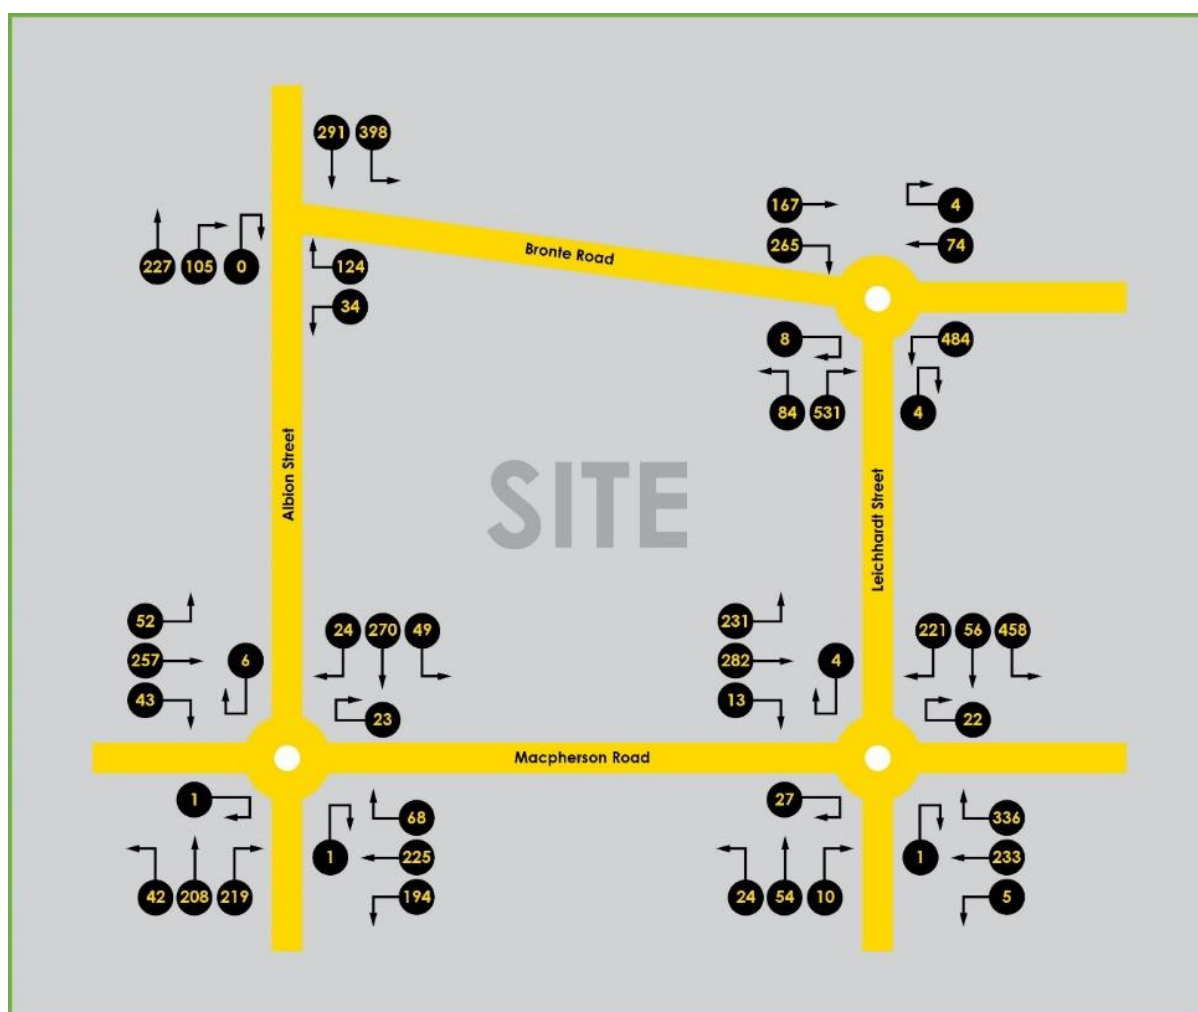 291 398
167 4
265 74
Bronte Road
227 105 0 124
34
8 484
84 531 4
Albion Street
SITE
Leichhardt Street
52 24 270 49 231 221 56 458
257 6 282 4
43 23 13 22
Macpherson Road
1 68 27 336
1 225 1 233
42 208 219 194 24 54 10 5